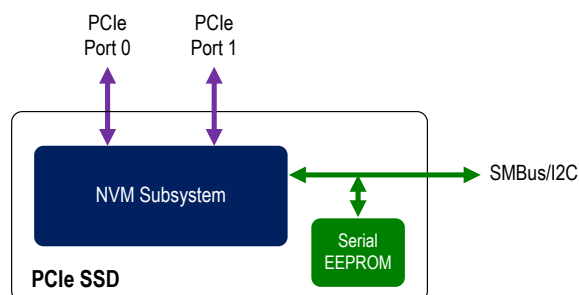 PCIe
Port 0
PCIe
Port 1
NVM Subsystem
SMBus/I2C
Serial
EEPROM
PCIe SSD